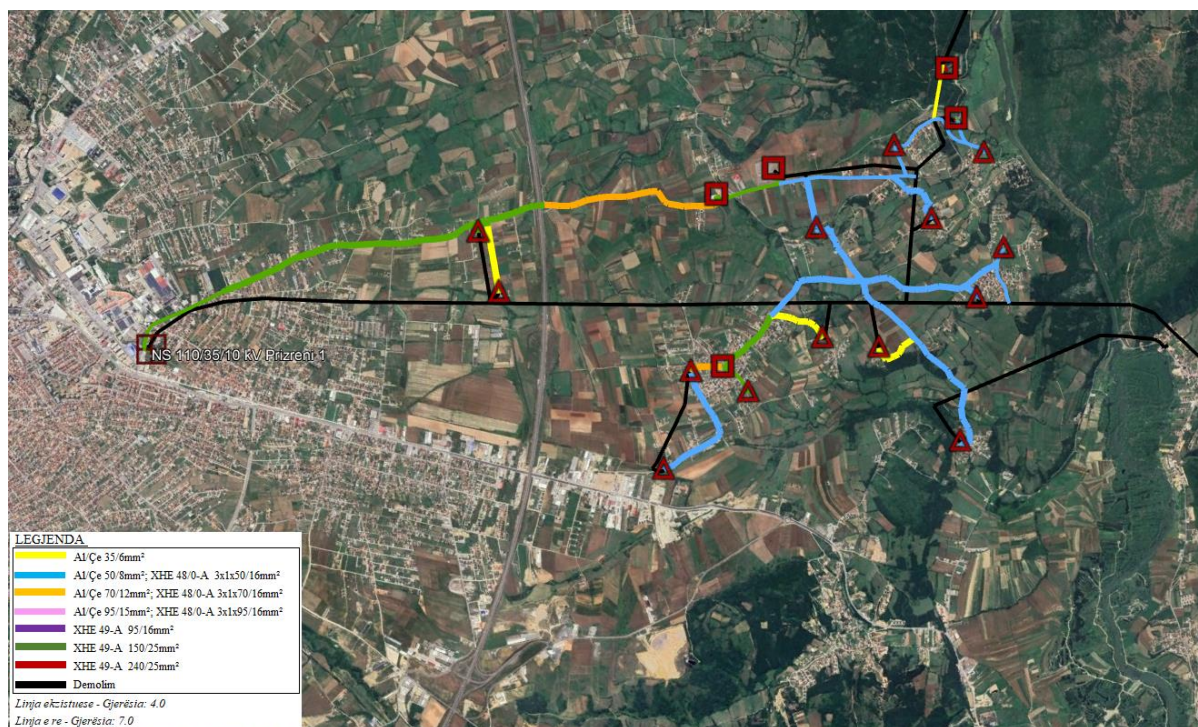 NS 110/35/10 kV Prizreni 1
LEGJENDA
Al/Çe 35/6mm²
Al/Çe 50/8mm²; XHE 48/0-A 3x1x50/16mm²
Al/Çe 70/12mm²; XHE 48/0-A 3x1x70/16mm²
Al/Çe 95/15mm²; XHE 48/0-A 3x1x95/16mm²
XHE 49-A 95/16mm²
XHE 49-A 150/25mm²
XHE 49-A 240/25mm²
Demolim
Linja ekzistuese - Gjerësia: 4.0
Linja e re - Gjerësia: 7.0